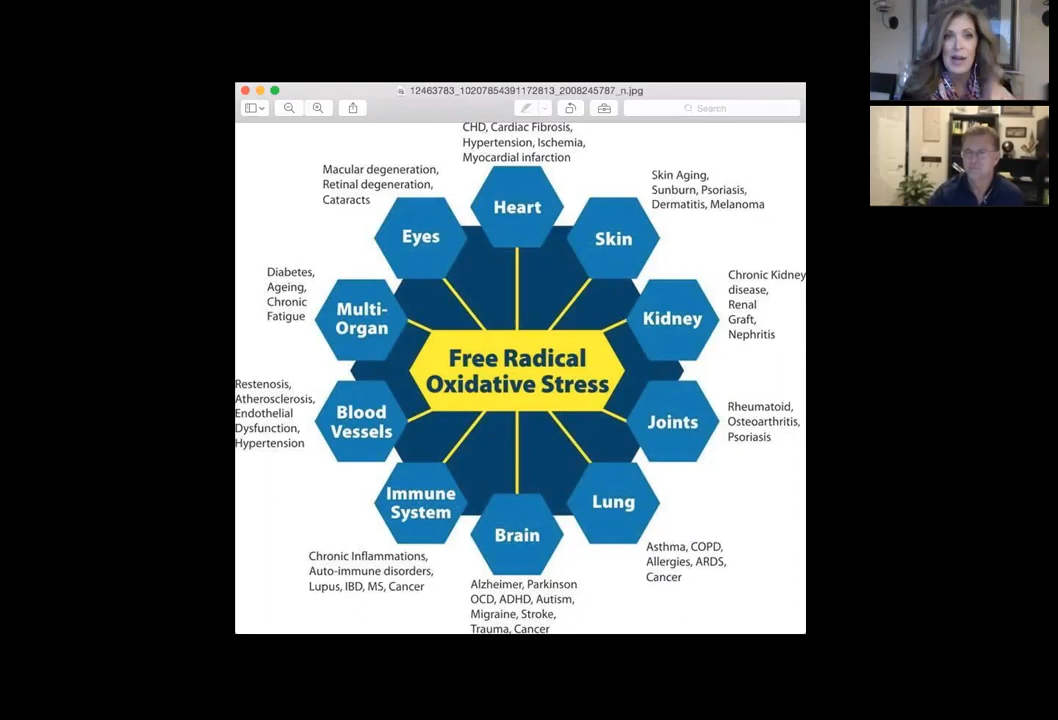 12463783_10207854391172813_2008245787_n.jpg
Search
CHD, Cardiac Fibrosis,
Hypertension, Ischemia,
Myocardial infarction
Heart
Macular degeneration,
Retinal degeneration,
Cataracts
Eyes
Skin Aging,
Sunburn, Psoriasis,
Dermatitis, Melanoma
Skin
Diabetes,
Ageing,
Chronic
Fatigue
Multi-
Organ
Chronic Kidney
disease,
Renal
Graft,
Nephritis
Kidney
Free Radical
Oxidative Stress
Restenosis,
Atherosclerosis,
Endothelial
Dysfunction,
Hypertension
Blood
Vessels
Joints
Rheumatoid,
Osteoarthritis,
Psoriasis
Immune
System
Chronic Inflammations,
Auto-immune disorders,
Lupus, IBD, MS, Cancer
Brain
Alzheimer, Parkinson
OCD, ADHD, Autism,
Migraine, Stroke,
Trauma, Cancer
Lung
Asthma, COPD,
Allergies, ARDS,
Cancer